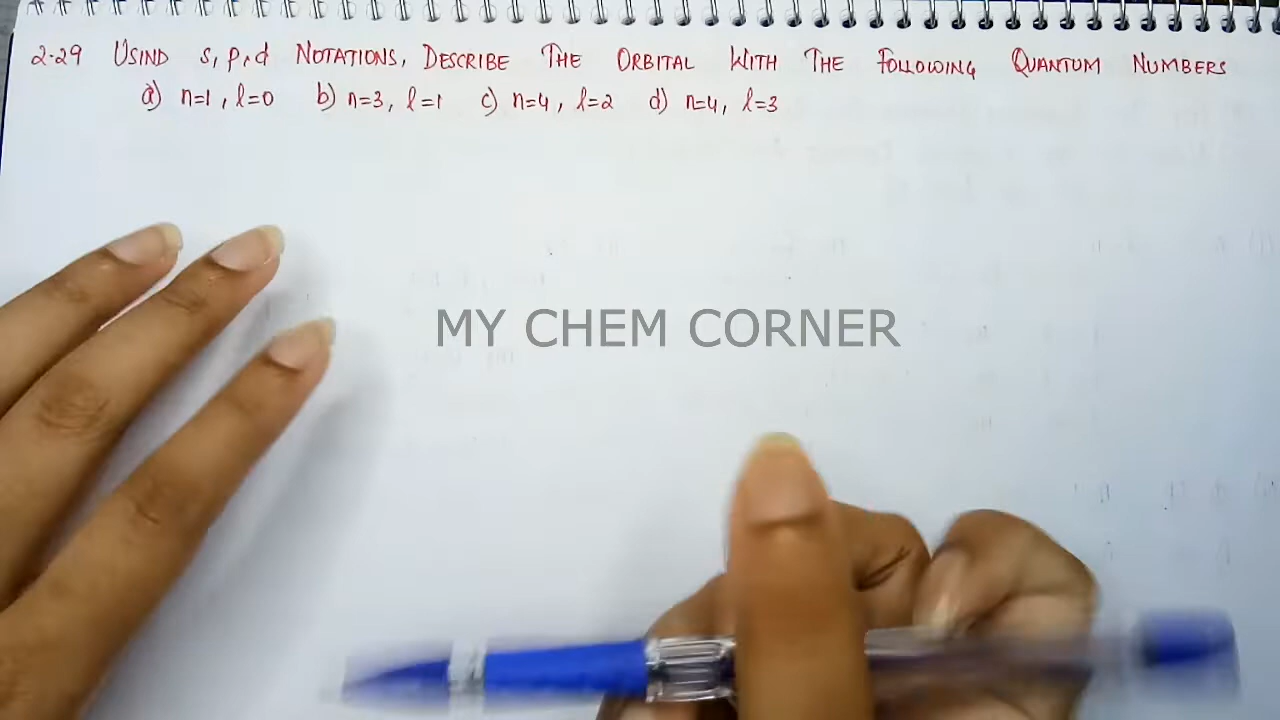 2.29 USIND s, p, d NOTATIONS, DESCRIBE THE ORBITAL WITH THE FOLLOWING QUANTUM NUMBERS
a) n=1, l=0 b) n=3, l=1 c) n=4, l=2 d) n=4, l=3
MY CHEM CORNER